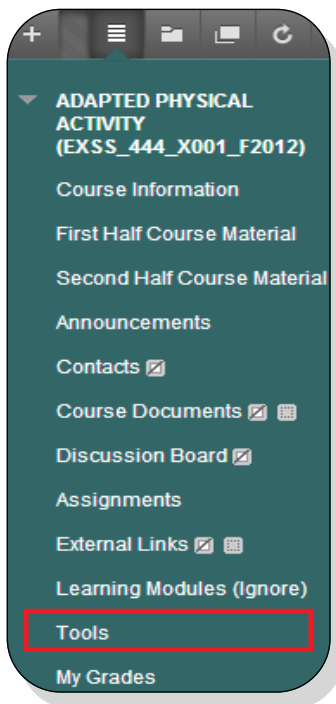 ADAPTED PHYSICAL
ACTIVITY
(EXSS_444_X001_F2012)
Course Information
First Half Course Material
Second Half Course Material
Announcements
Contacts
Course Documents
Discussion Board
Assignments
External Links
Learning Modules (Ignore)
Tools
My Grades